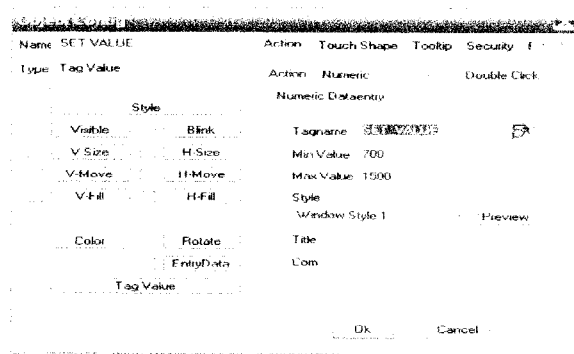 Name SET VALUE
Type Tag Value
Style
Visible Blink
V-Size H-Size
V-Move H-Move
V-Fill H-Fill
Color Rotate
EntryData
Tag Value
Action Touch Shape Tooltip Security
Action Numeric Double Click
Numeric Dataentry
Tagname
Min Value 700
Max Value 1500
Style
Window Style 1 Preview
Title
Com
Ok Cancel